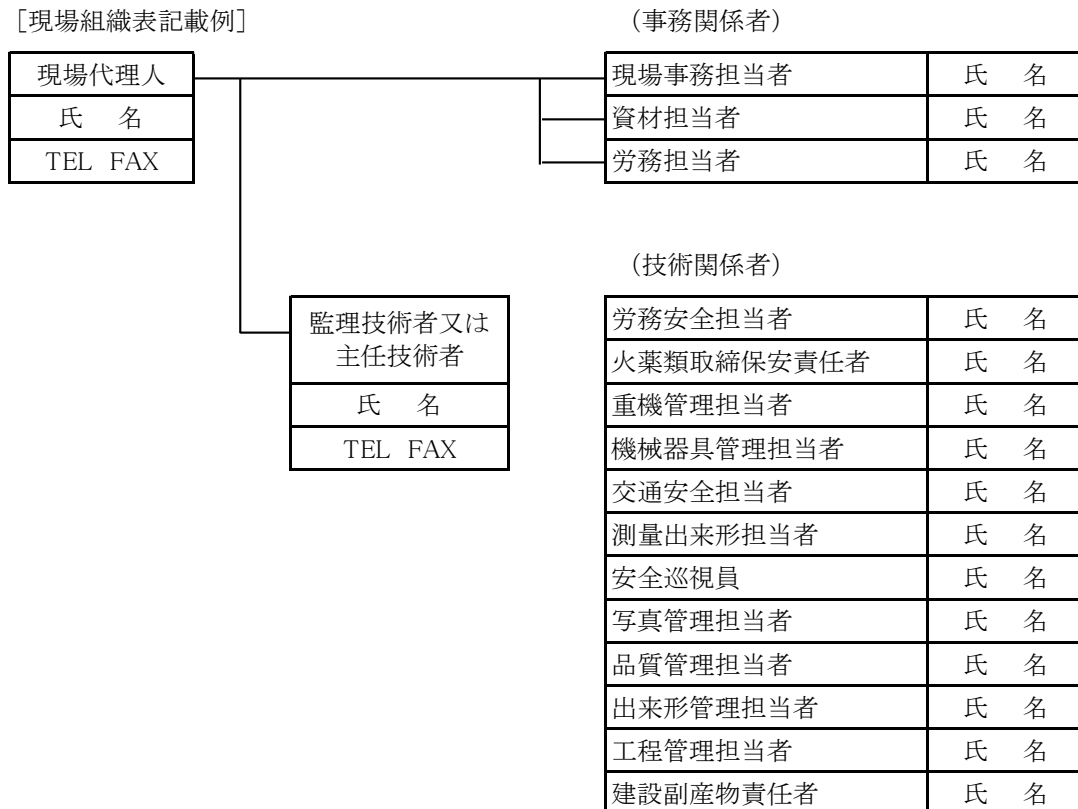 [現場組織表記載例]
(事務関係者)
現場代理人
氏 名
TEL FAX
現場事務担当者 氏 名
資材担当者 氏 名
労務担当者 氏 名
(技術関係者)
監理技術者又は
主任技術者
氏 名
TEL FAX
労務安全担当者 氏 名
火薬類取締保安責任者 氏 名
重機管理担当者 氏 名
機械器具管理担当者 氏 名
交通安全担当者 氏 名
測量出来形担当者 氏 名
安全巡視員 氏 名
写真管理担当者 氏 名
品質管理担当者 氏 名
出来形管理担当者 氏 名
工程管理担当者 氏 名
建設副産物責任者 氏 名